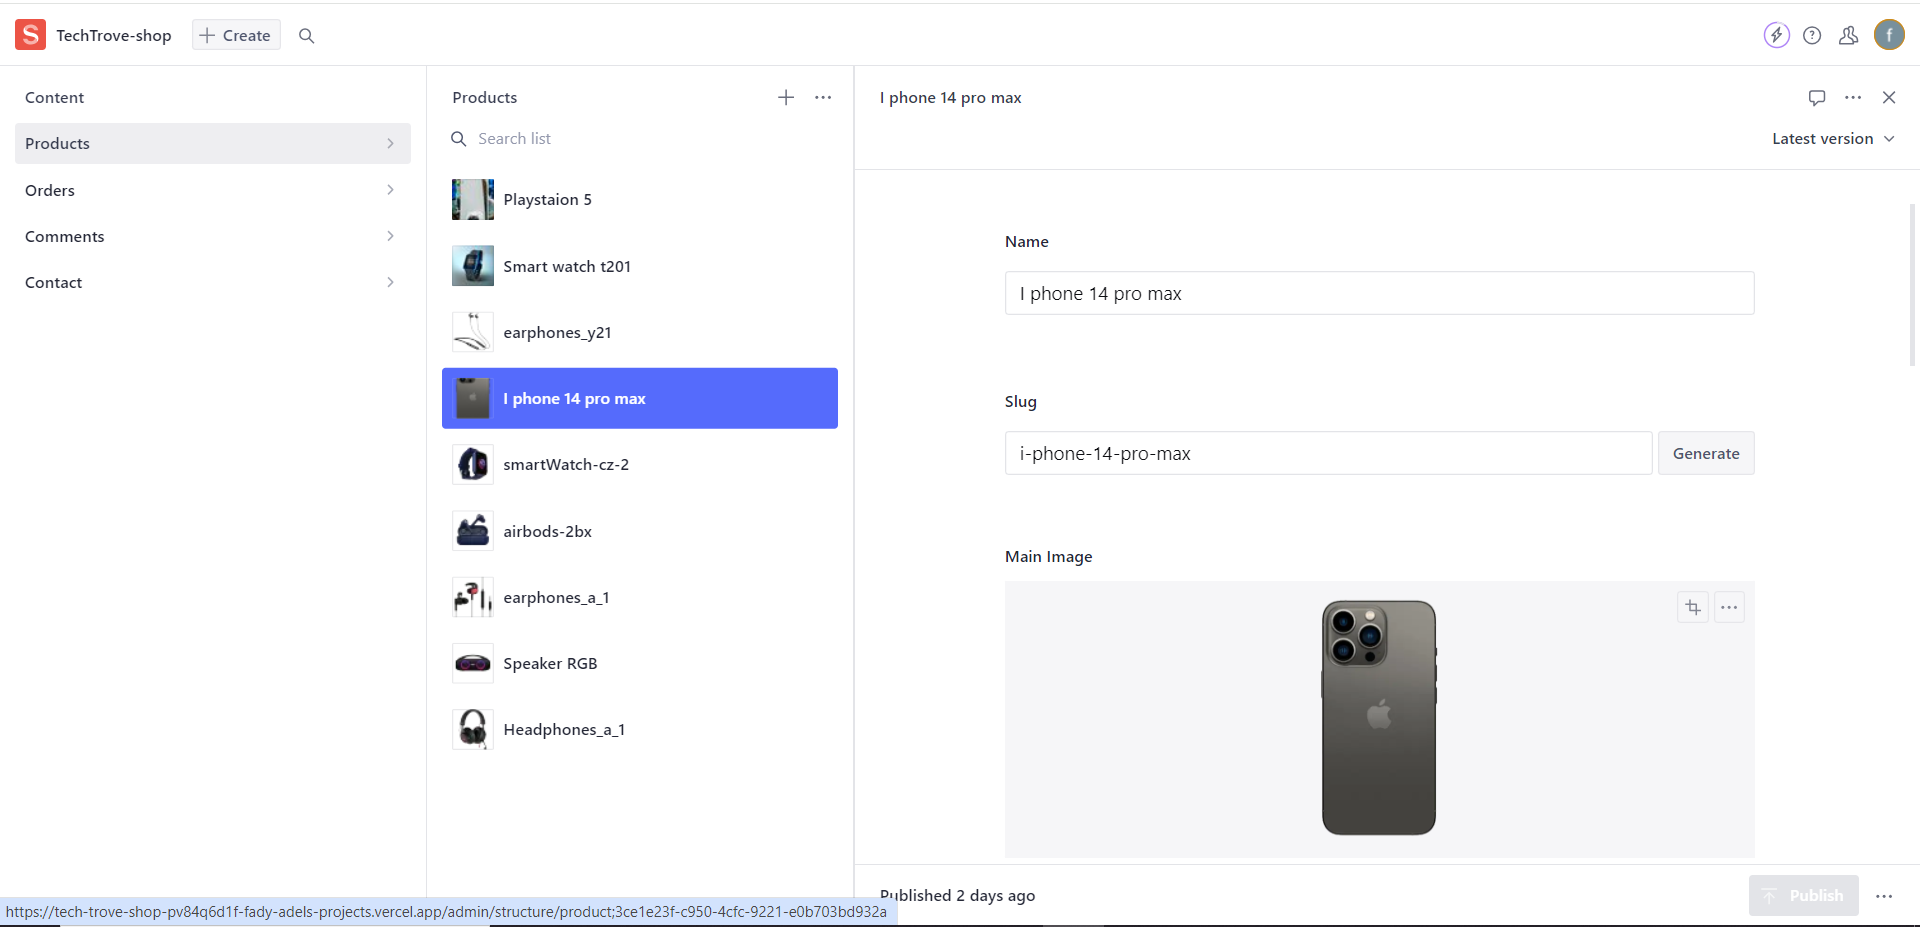 S TechTrove-shop Create f
Content
Products
Orders
Comments
Contact
Products
Search list
Playstaion 5
Smart watch t201
earphones_y21
I phone 14 pro max
smartWatch-cz-2
airbods-2bx
earphones_a_1
Speaker RGB
Headphones_a_1
I phone 14 pro max
Latest version
Name
I phone 14 pro max
Slug
i-phone-14-pro-max
Generate
Main Image
Published 2 days ago
Publish
https://tech-trove-shop-pv84q6d1f-fady-adels-projects.vercel.app/admin/structure/product;3ce1e23f-c950-4cfc-9221-e0b703bd932a